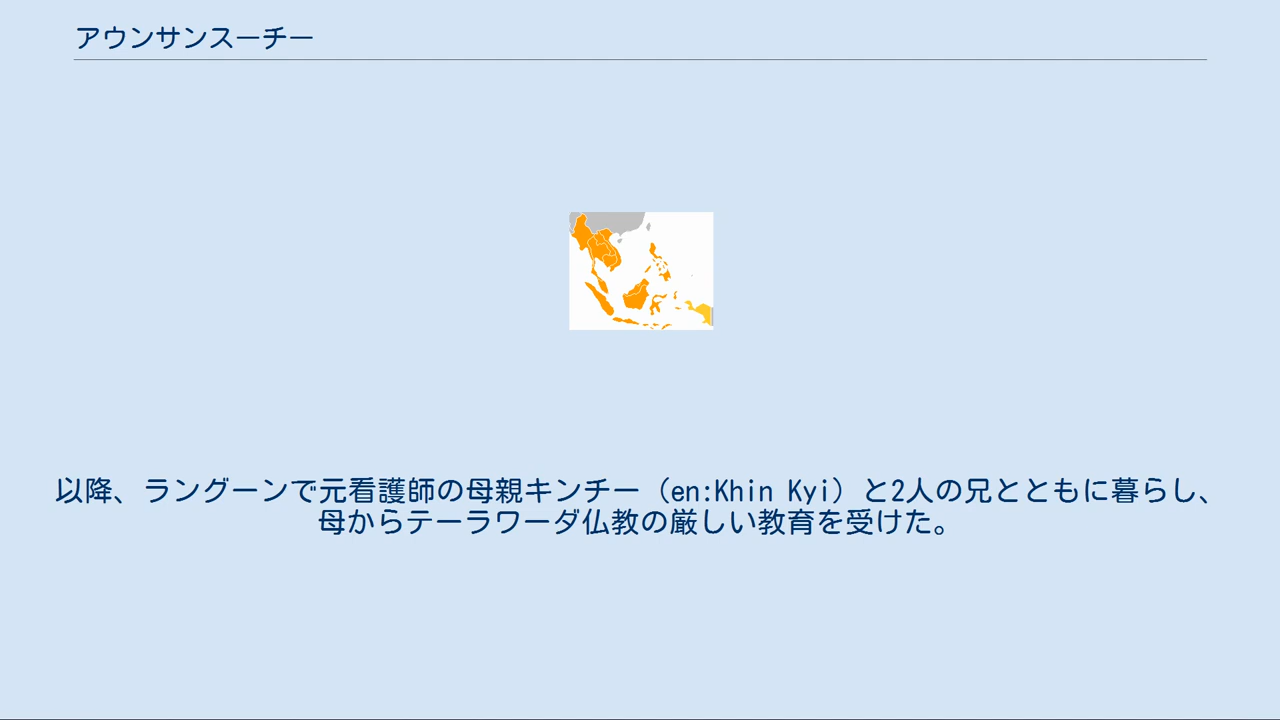 アウンサンスーチー
以降、ラングーンで元看護師の母親キンチー（en:Khin Kyi）と2人の兄とともに暮らし、
母からテーラワーダ仏教の厳しい教育を受けた。